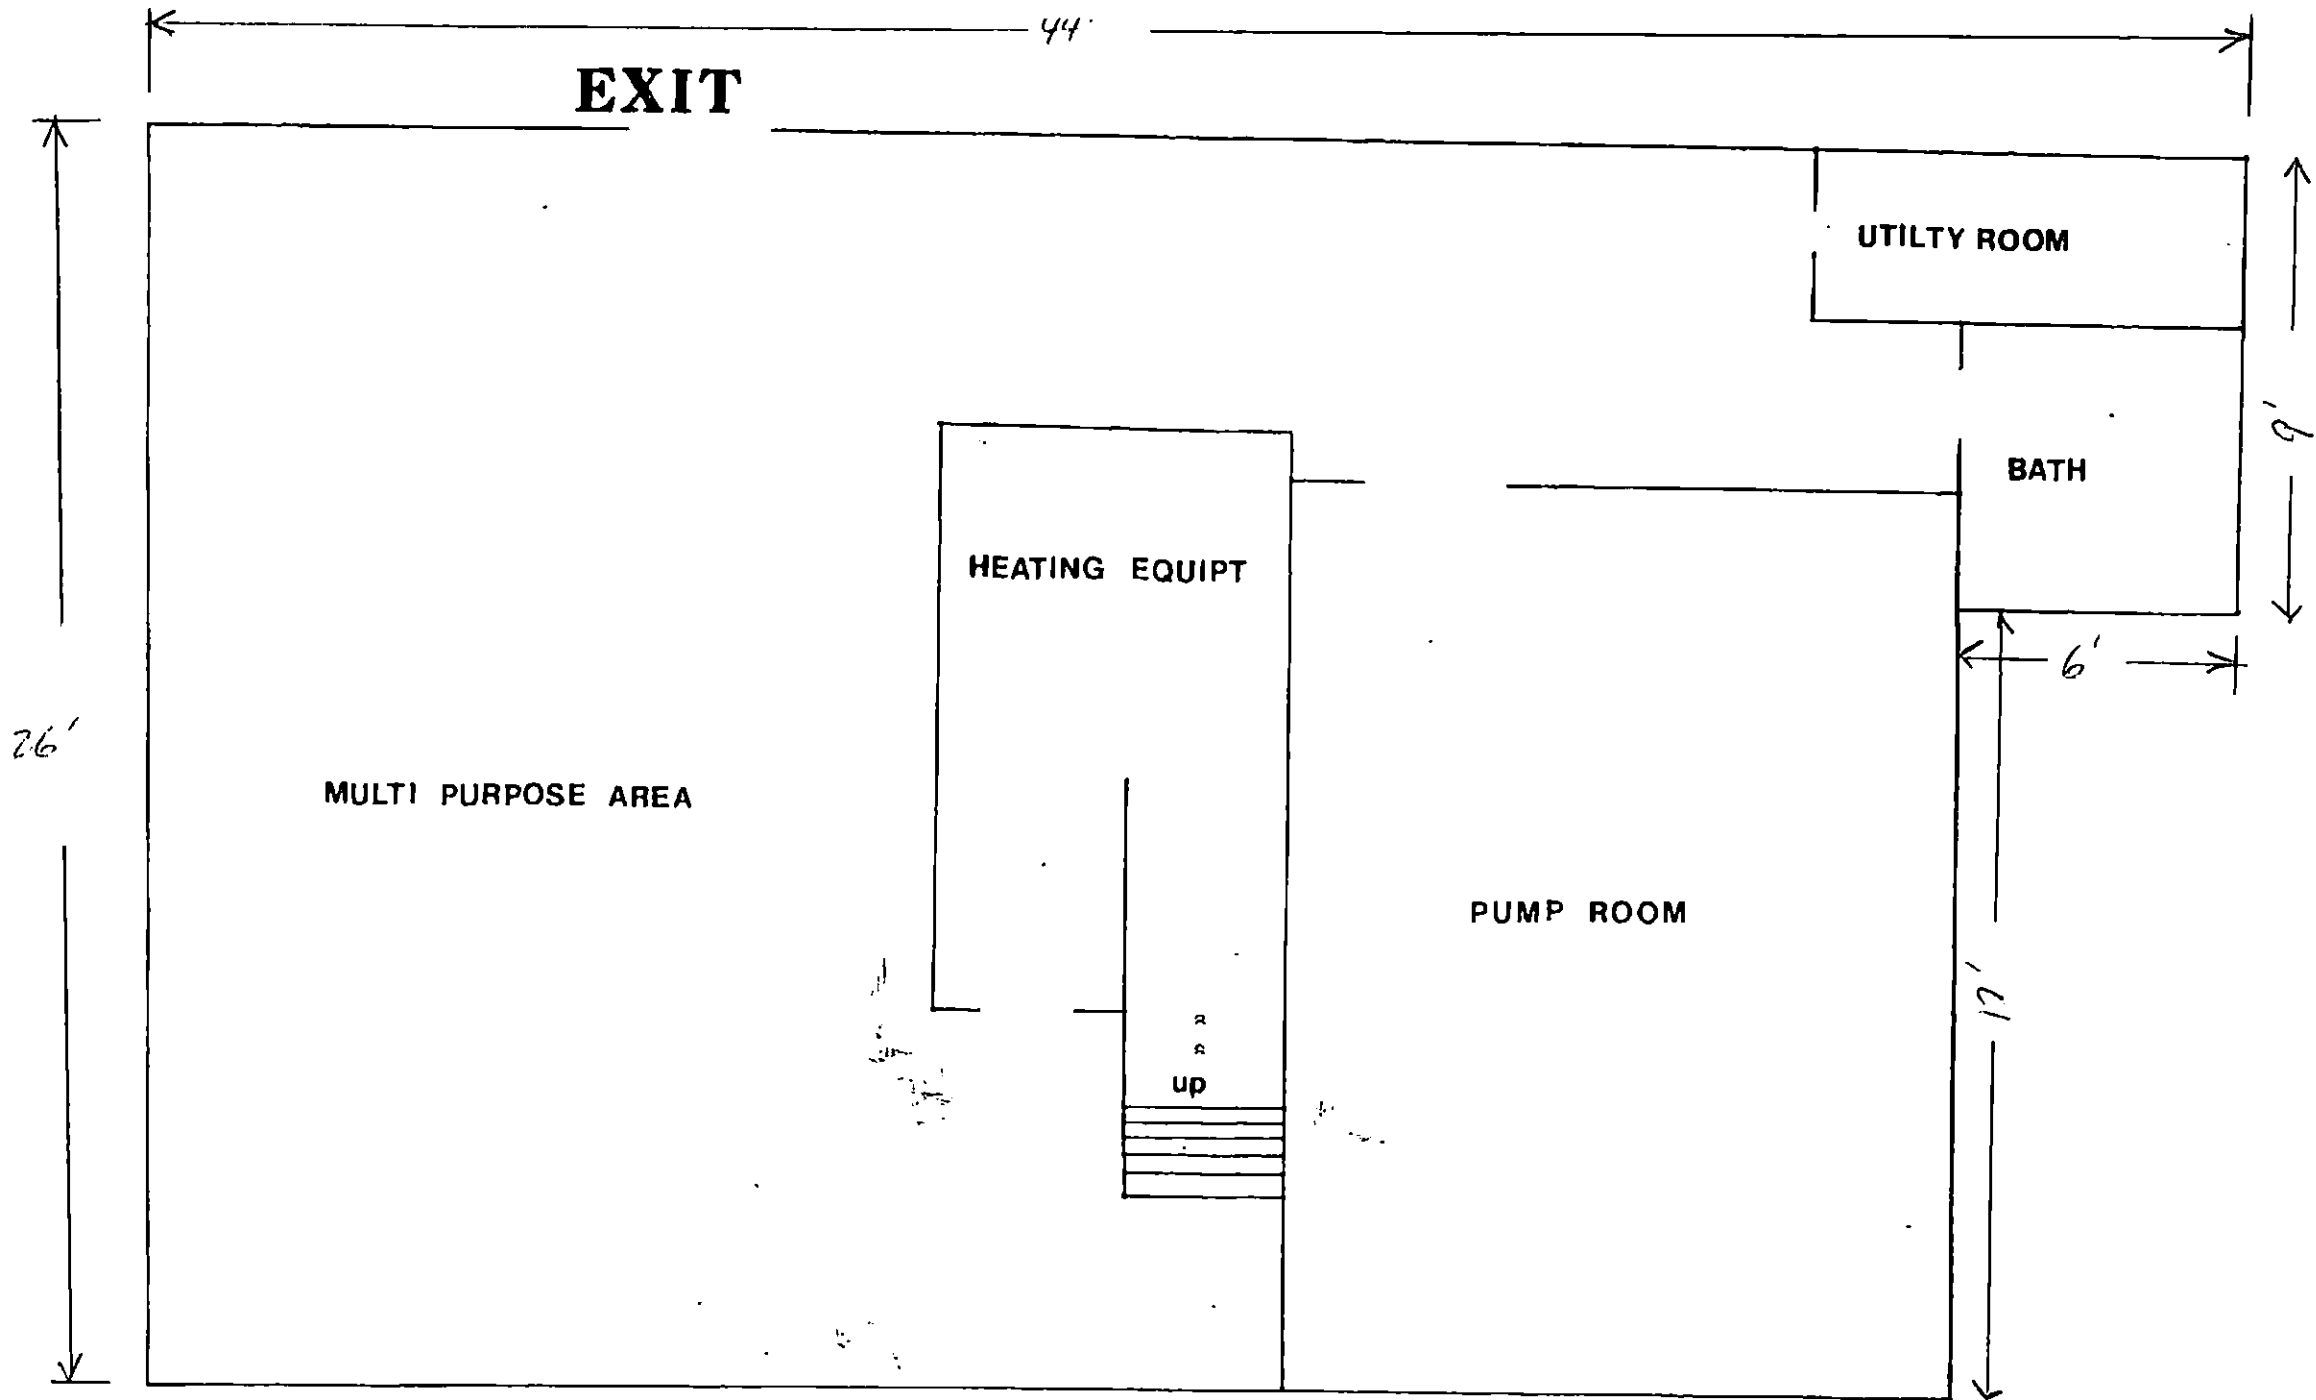 44'
EXIT
UTILTY ROOM
9'
BATH
HEATING EQUIPT
6'
26'
MULTI PURPOSE AREA
PUMP ROOM
17'
up